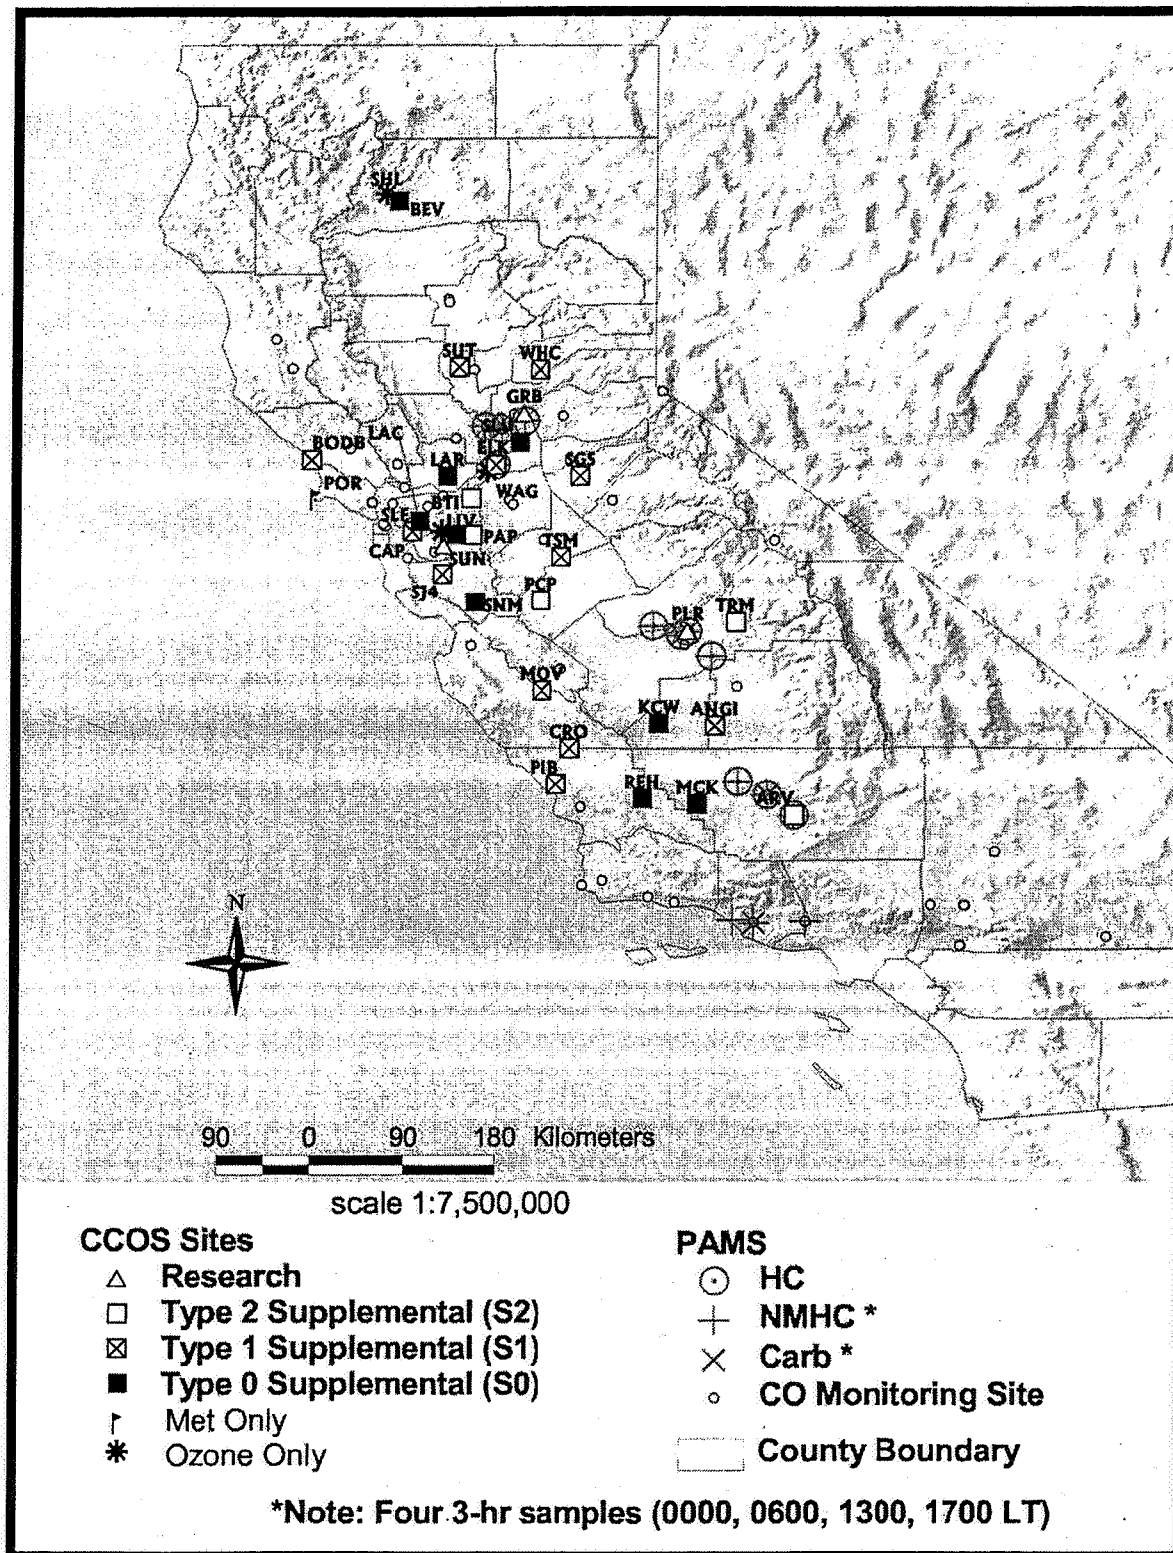 SHL
BEV
SUT
WHC
GRB
BODB
LAC
ELK
LAR
SGS
POR
BTI
WAG
LIV
PAP
TSM
CAP
SUN
SJ4
SNM
PCP
PLR
TRM
MOV
KCW
ANGI
CRO
PIB
REH
MCK
ARV
N
90 0 90 180 Kilometers
scale 1:7,500,000
CCOS Sites
Research
Type 2 Supplemental (S2)
Type 1 Supplemental (S1)
Type 0 Supplemental (S0)
Met Only
Ozone Only
PAMS
HC
NMHC *
Carb *
CO Monitoring Site
County Boundary
*Note: Four 3-hr samples (0000, 0600, 1300, 1700 LT)